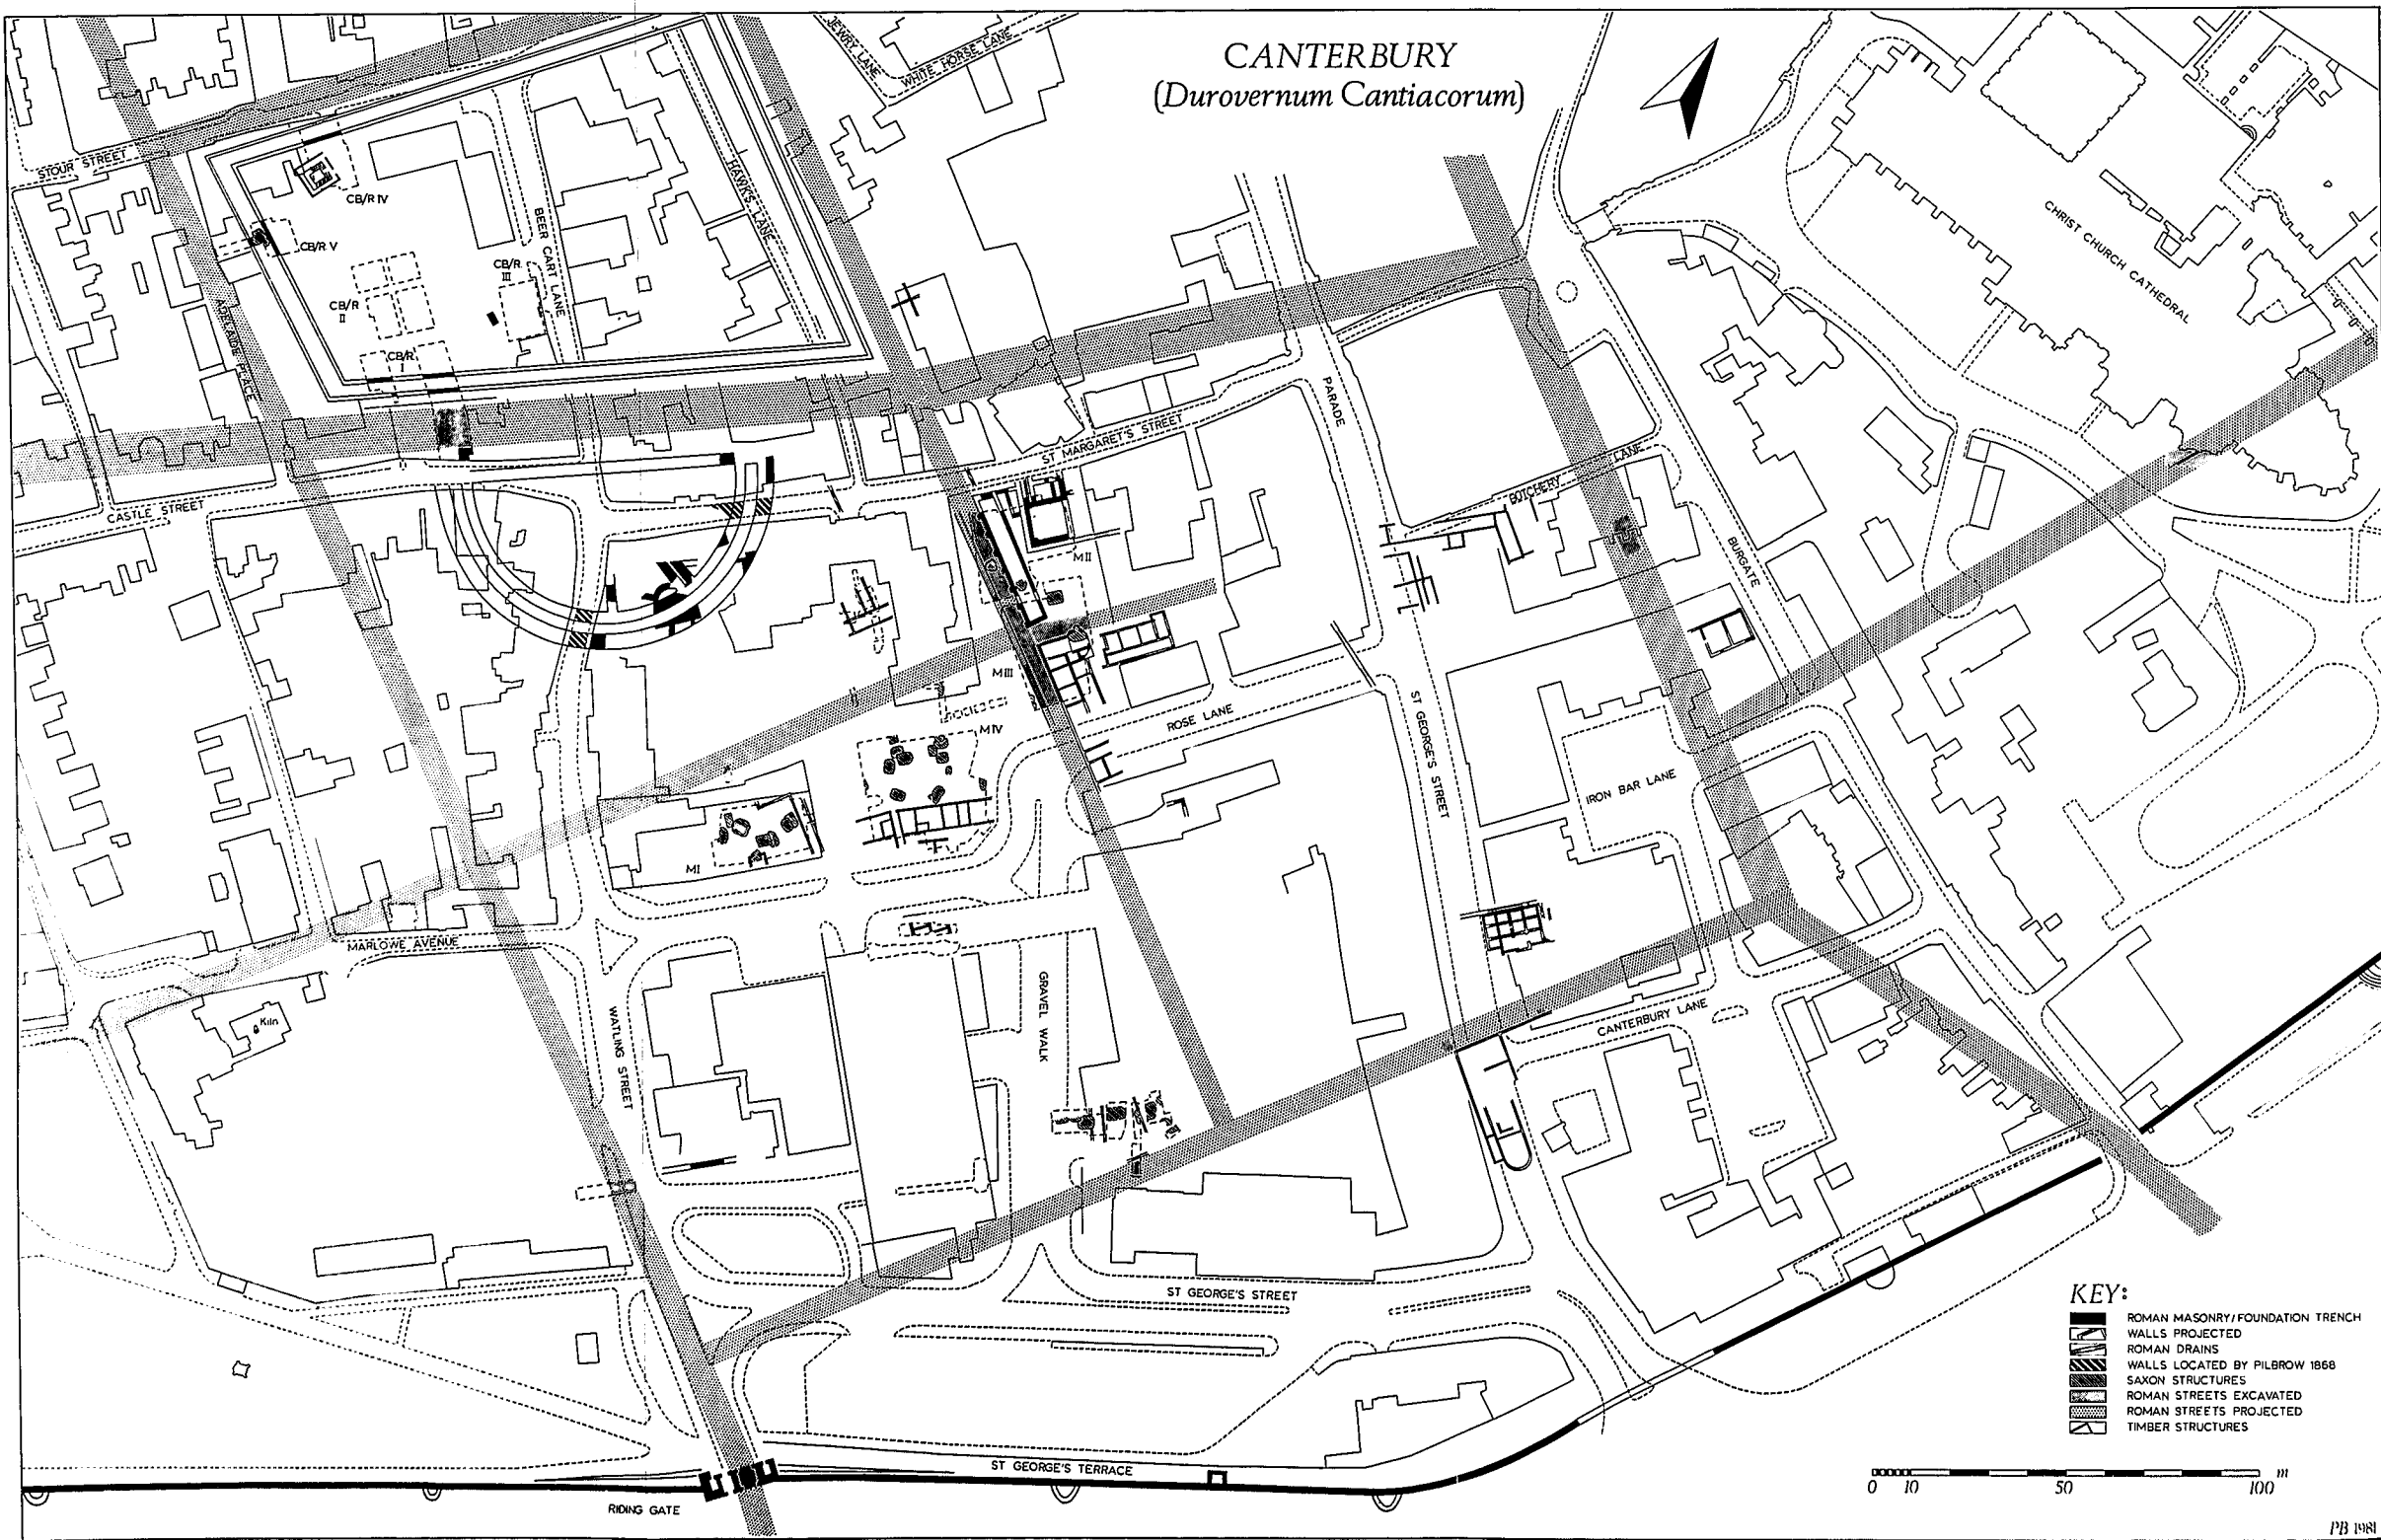 CANTERBURY
(Durovernum Cantiacorum)
JEWRY LANE
WHITE HORSE LANE
STOUR STREET
HAWKS LANE
CB/R IV
BEER CART LANE
CB/R V
CB/R
III
CB/R
II
CB/R
I
ADELADE PLACE
CHRIST CHURCH CATHEDRAL
PARADE
ST MARGARET'S STREET
BUTCHERY LANE
CASTLE STREET
BURGATE
M II
M III
M IV
ROSE LANE
ST GEORGE'S STREET
IRON BAR LANE
M I
MARLOWE AVENUE
GRAVEL WALK
WATLING STREET
Kiln
CANTERBURY LANE
ST GEORGE'S STREET
ST GEORGE'S TERRACE
RIDING GATE
KEY:
ROMAN MASONRY/FOUNDATION TRENCH
WALLS PROJECTED
ROMAN DRAINS
WALLS LOCATED BY PILBROW 1868
SAXON STRUCTURES
ROMAN STREETS EXCAVATED
ROMAN STREETS PROJECTED
TIMBER STRUCTURES
0 10 50 100 m
PB 1981